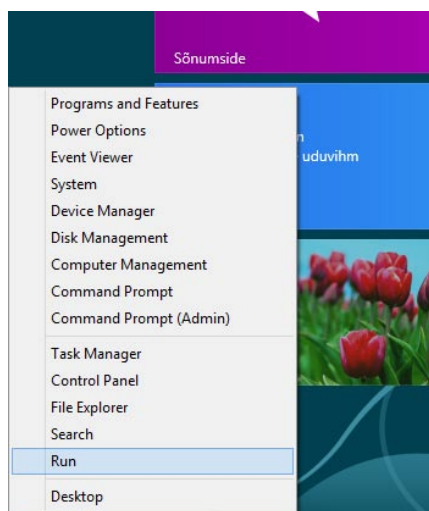 Sõnumside
Programs and Features
Power Options
Event Viewer
System
Device Manager
Disk Management
Computer Management
Command Prompt
Command Prompt (Admin)
Task Manager
Control Panel
File Explorer
Search
Run
Desktop
uduvihm